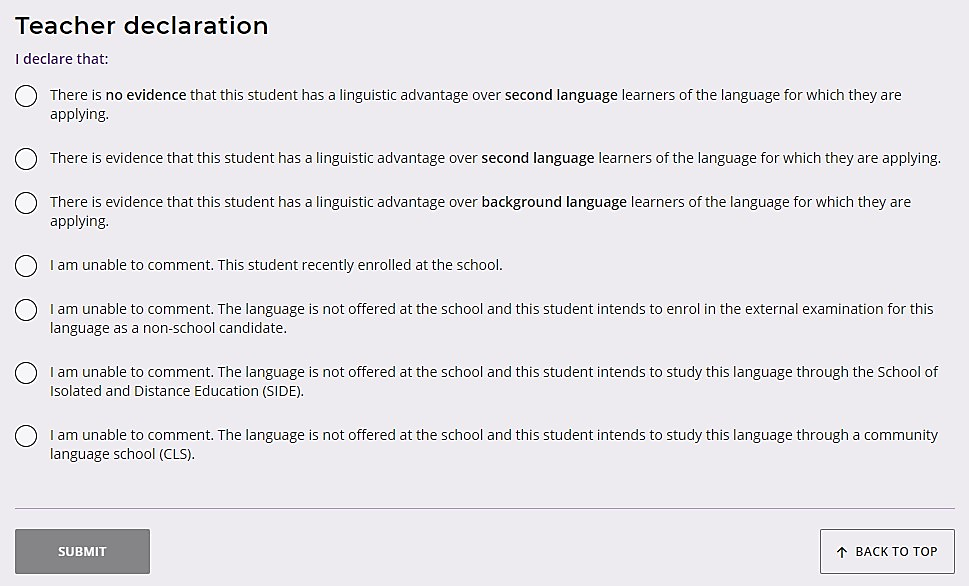 Teacher declaration
I declare that:
There is no evidence that this student has a linguistic advantage over second language learners of the language for which they are
applying.
There is evidence that this student has a linguistic advantage over second language learners of the language for which they are applying.
There is evidence that this student has a linguistic advantage over background language learners of the language for which they are
applying.
I am unable to comment. This student recently enrolled at the school.
I am unable to comment. The language is not offered at the school and this student intends to enrol in the external examination for this
language as a non-school candidate.
I am unable to comment. The language is not offered at the school and this student intends to study this language through the School of
Isolated and Distance Education (SIDE).
I am unable to comment. The language is not offered at the school and this student intends to study this language through a community
language school (CLS).
SUBMIT
↑ BACK TO TOP